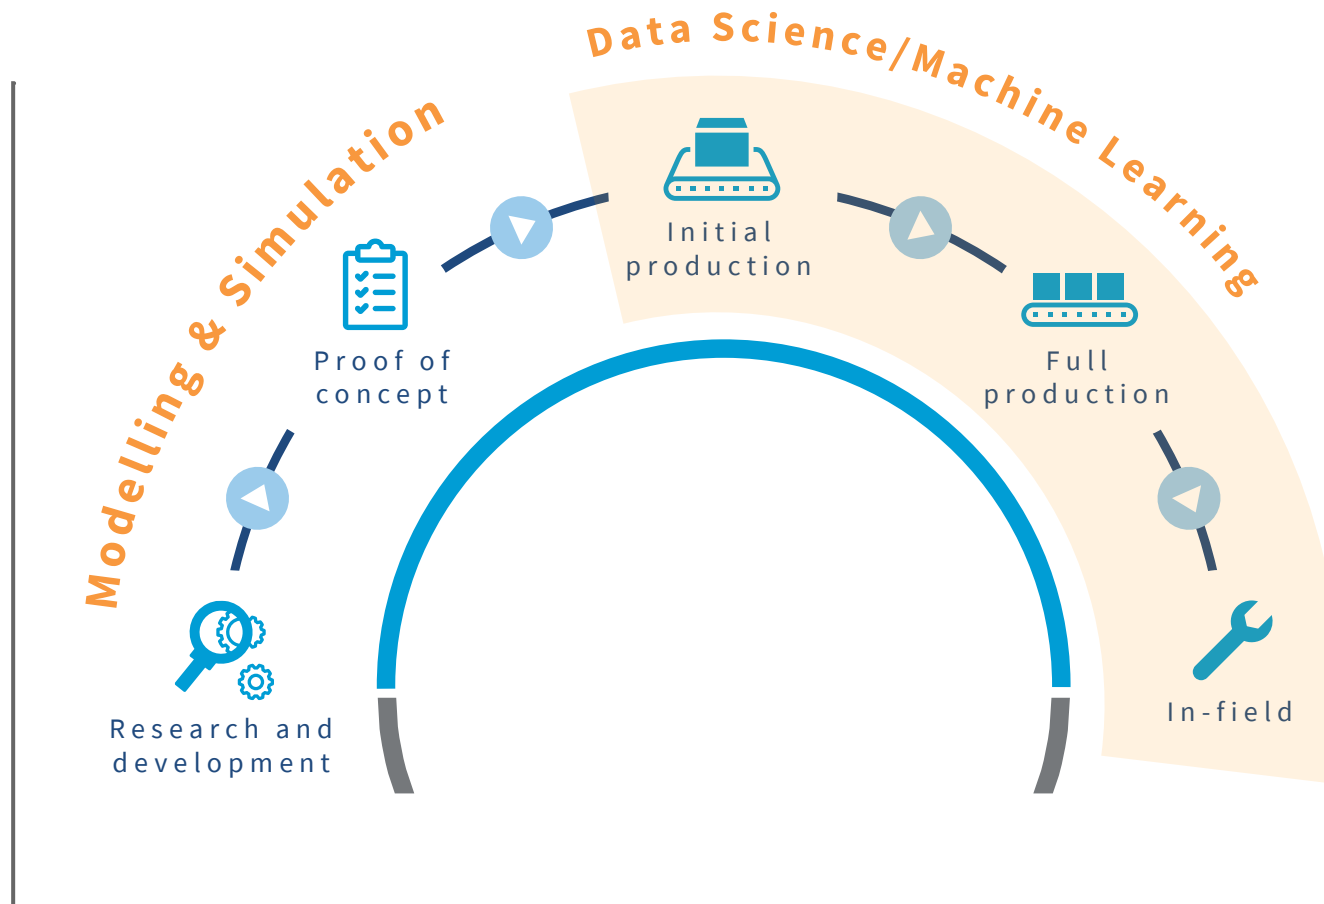 Data Science/Machine Learning
Modelling & Simulation
Initial
production
Proof of
concept
Full
production
Research and
development
In-field